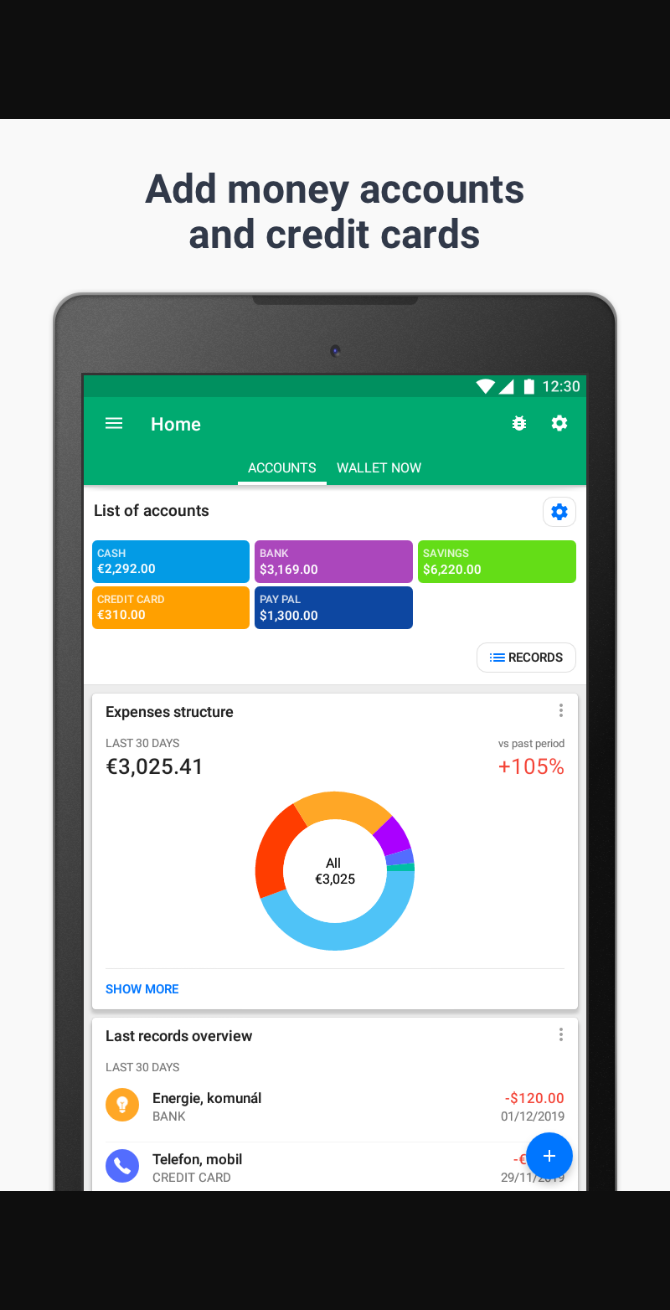 Add money accounts
and credit cards
12:30
Home
ACCOUNTS WALLET NOW
List of accounts
CASH
€2,292.00
BANK
$3,169.00
SAVINGS
$6,220.00
CREDIT CARD
€310.00
PAY PAL
$1,300.00
RECORDS
Expenses structure
LAST 30 DAYS vs past period
€3,025.41 +105%
All
€3,025
SHOW MORE
Last records overview
LAST 30 DAYS
Energie, komunál -$120.00
BANK 01/12/2019
Telefon, mobil -€
CREDIT CARD 29/11/2019